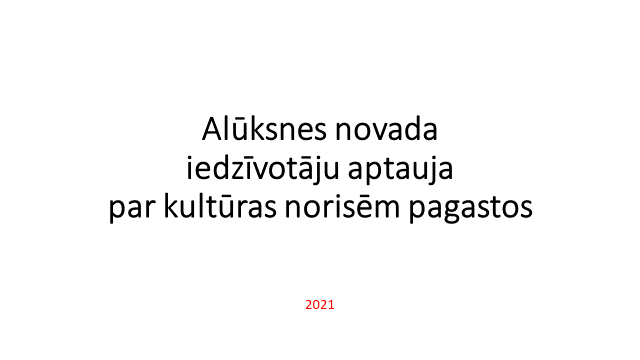 Alūksnes novada
iedzīvotāju aptauja
par kultūras norisēm pagastos
2021